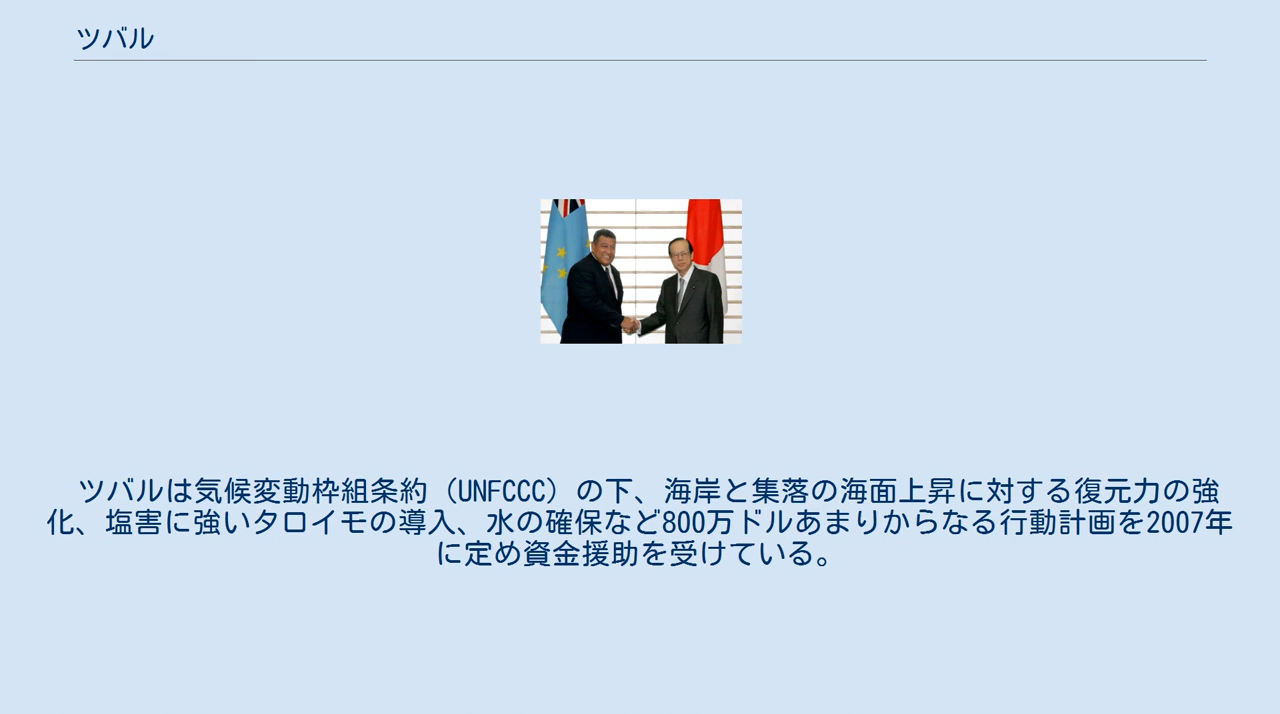 ツバル
ツバルは気候変動枠組条約（UNFCCC）の下、海岸と集落の海面上昇に対する復元力の強
化、塩害に強いタロイモの導入、水の確保など800万ドルあまりからなる行動計画を2007年
に定め資金援助を受けている。